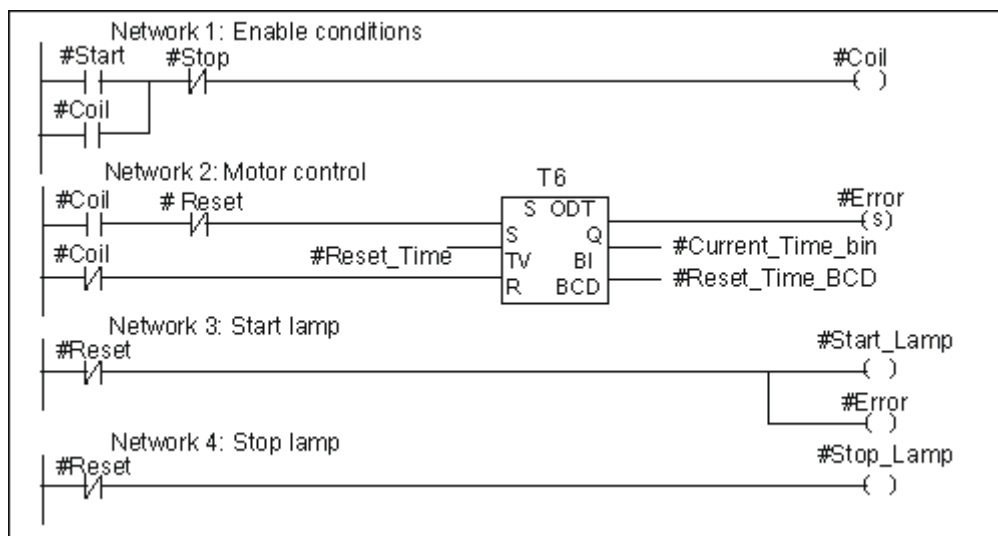 Network 1: Enable conditions
#Start #Stop #Coil
#Coil
Network 2: Motor control T6
#Coil # Reset S ODT #Error
(s)
S Q #Current_Time_bin
#Coil #Reset_Time TV BI #Reset_Time_BCD
R BCD
Network 3: Start lamp
#Reset #Start_Lamp
#Error
Network 4: Stop lamp
#Reset #Stop_Lamp